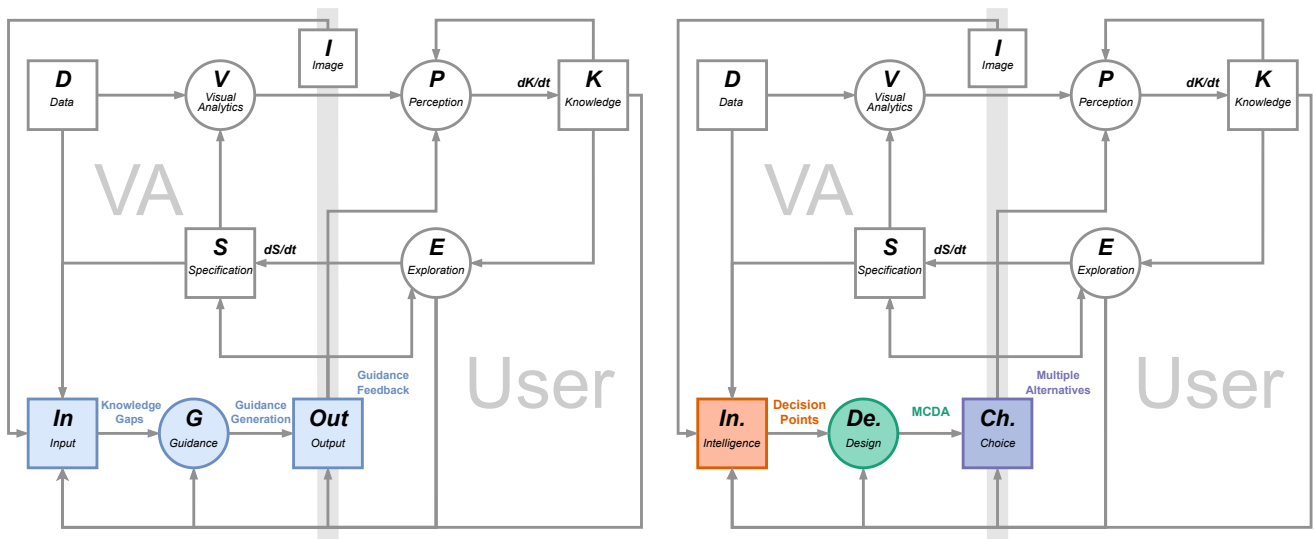 I
Image
D
Data
V
Visual
Analytics
P
Perception
dK/dt
K
Knowledge
VA
S
Specification
dS/dt
E
Exploration
User
Guidance
Feedback
In
Input
Knowledge
Gaps
G
Guidance
Guidance
Generation
Out
Output
I
Image
D
Data
V
Visual
Analytics
P
Perception
dK/dt
K
Knowledge
VA
S
Specification
dS/dt
E
Exploration
User
Multiple
Alternatives
In.
Intelligence
Decision
Points
De.
Design
MCDA
Ch.
Choice